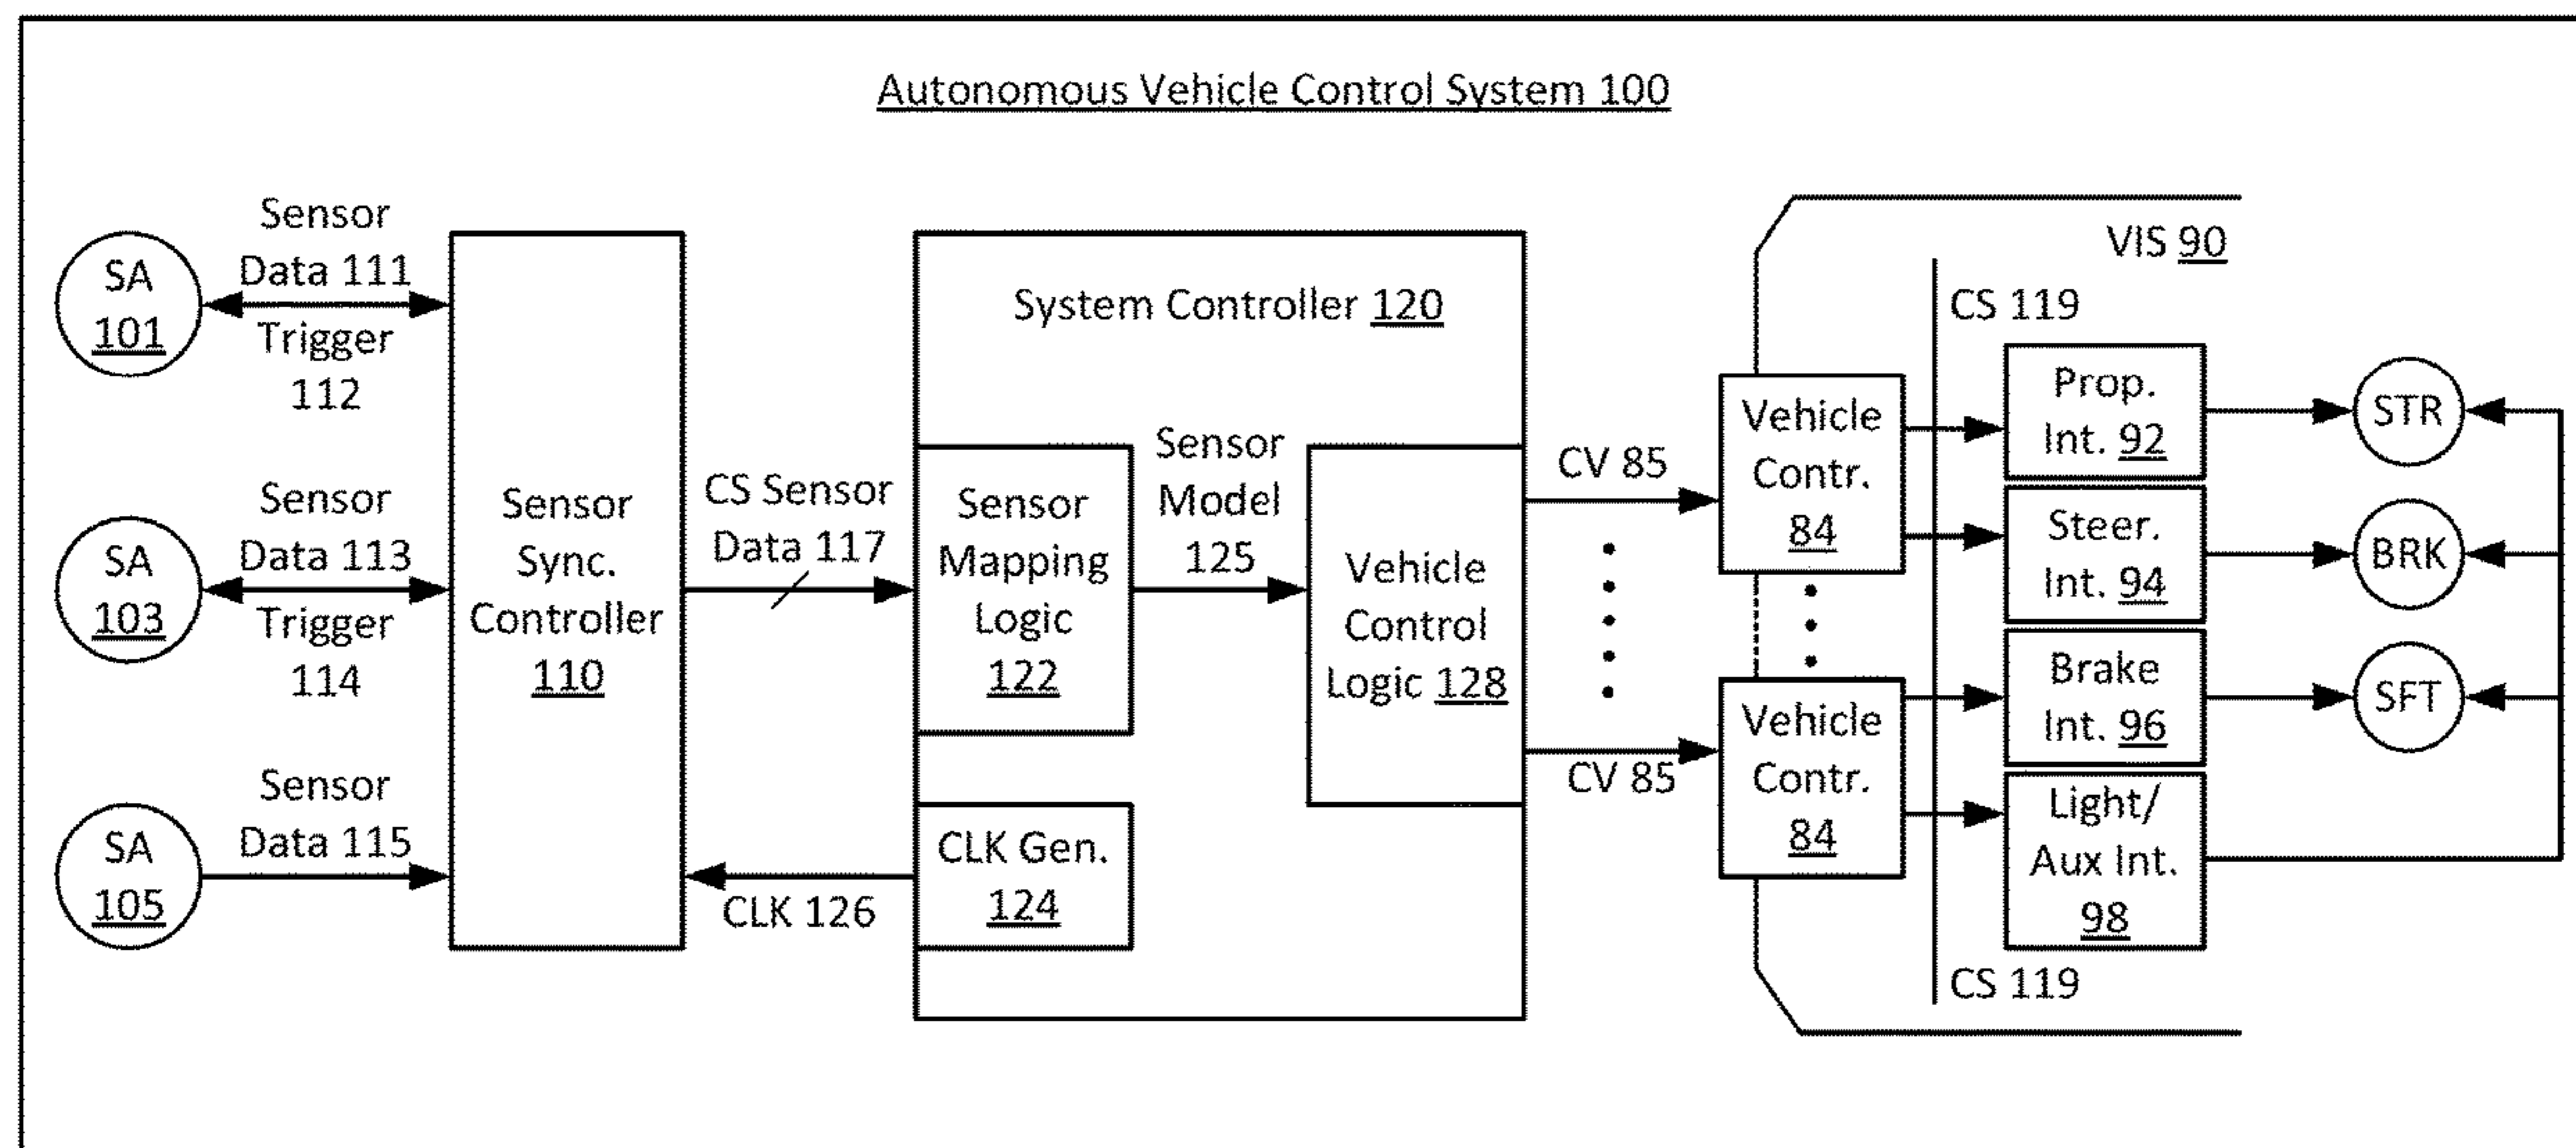 Autonomous Vehicle Control System 100
SA
101
Sensor
Data 111
Trigger
112
SA
103
Sensor
Data 113
Trigger
114
SA
105
Sensor
Data 115
Sensor
Sync.
Controller
110
CS Sensor
Data 117
CLK 126
System Controller 120
Sensor
Mapping
Logic
122
Sensor
Model
125
CLK Gen.
124
Vehicle
Control
Logic 128
CV 85
CV 85
VIS 90
Vehicle
Contr.
84
Vehicle
Contr.
84
CS 119
Prop.
Int. 92
Steer.
Int. 94
Brake
Int. 96
Light/
Aux Int.
98
CS 119
STR
BRK
SFT